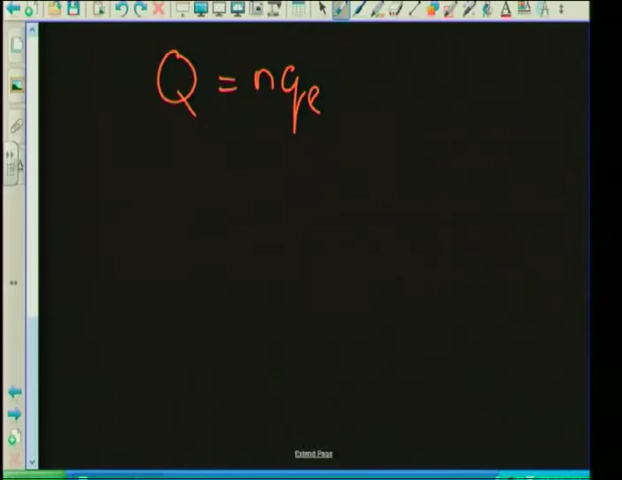 Q = nqe
Extend Page